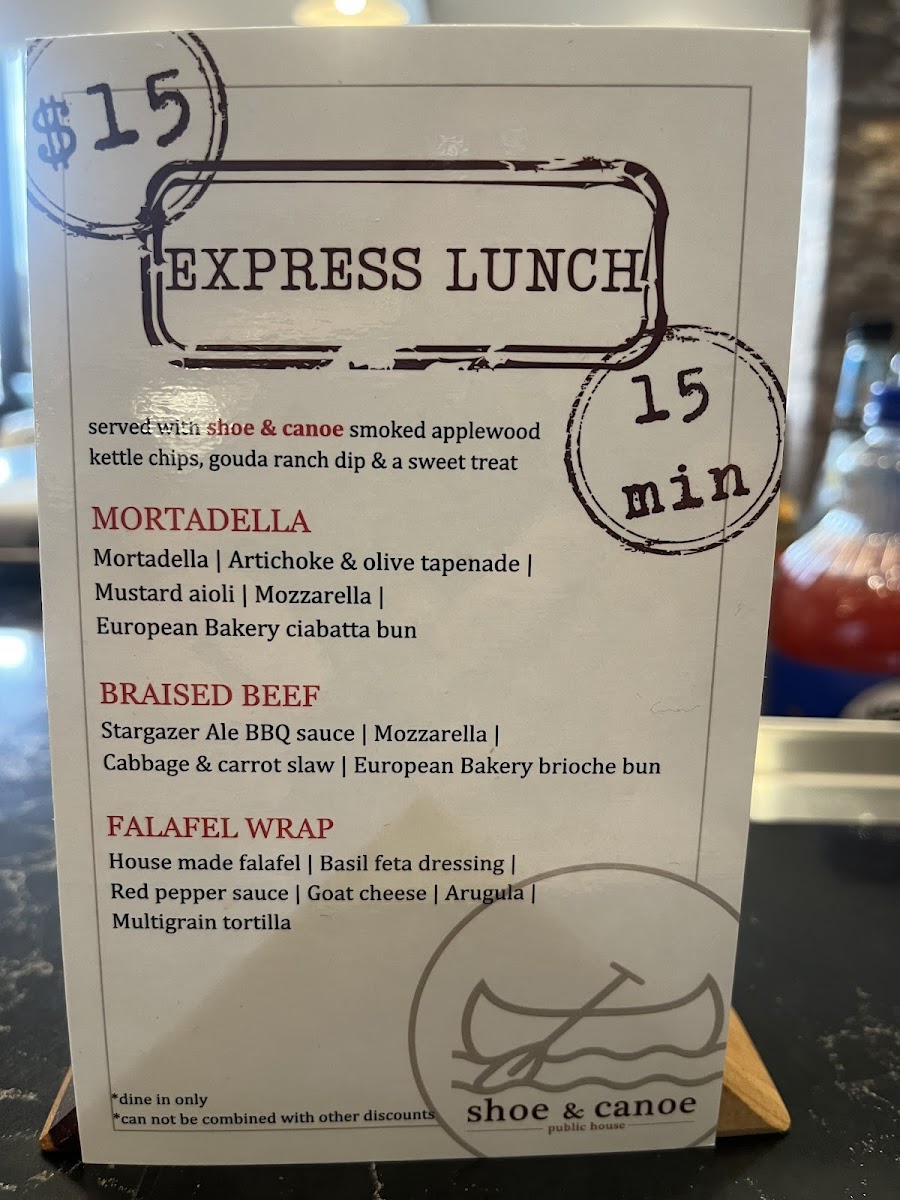 $15
EXPRESS LUNCH
15
min
served with shoe & canoe smoked applewood
kettle chips, gouda ranch dip & a sweet treat
MORTADELLA
Mortadella | Artichoke & olive tapenade |
Mustard aioli | Mozzarella |
European Bakery ciabatta bun
BRAISED BEEF
Stargazer Ale BBQ sauce | Mozzarella |
Cabbage & carrot slaw | European Bakery brioche bun
FALAFEL WRAP
House made falafel | Basil feta dressing |
Red pepper sauce | Goat cheese | Arugula |
Multigrain tortilla
*dine in only
*can not be combined with other discounts
shoe & canoe
public house